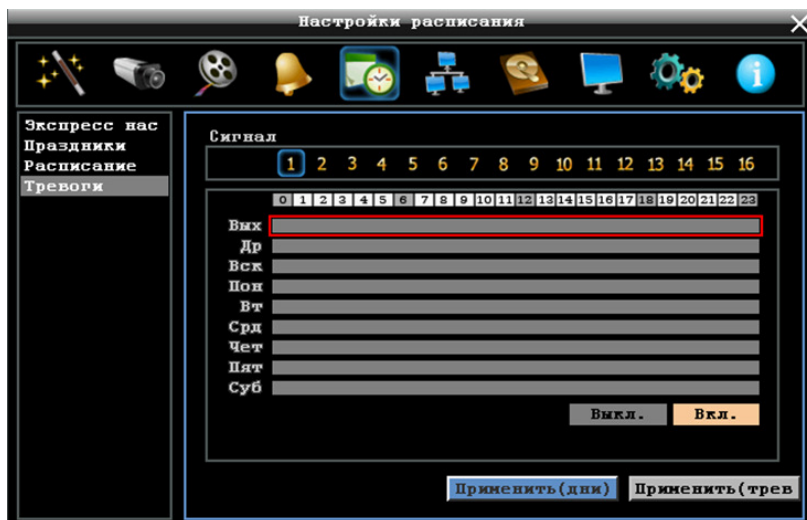 Настройки расписания
Экспресс нас
Праздники
Расписание
Тревоги
Сигнал
1 2 3 4 5 6 7 8 9 10 11 12 13 14 15 16
0 1 2 3 4 5 6 7 8 9 10 11 12 13 14 15 16 17 18 19 20 21 22 23
Вых
Др
Вск
Пон
Вт
Срд
Чет
Пят
Суб
Выкл. Вкл.
Применить(дни) Применить(трев